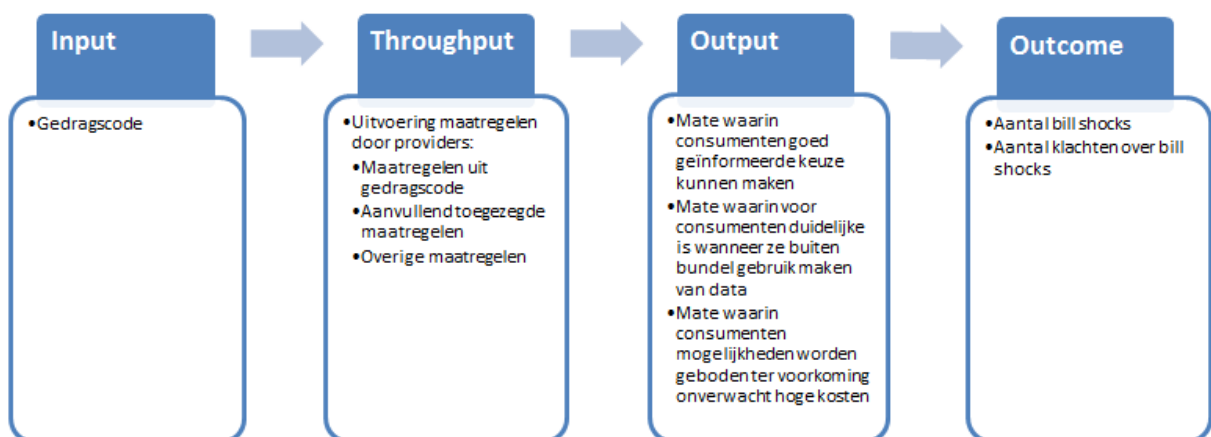 Input
•Gedragscode
Throughput
•Uitvoering maatregelen
door providers:
•Maatregelen uit
gedragscode
•Aanvullend toegezegde
maatregelen
•Overige maatregelen
Output
•Mate waarin
consumenten goed
geïnformeerde keuze
kunnen maken
•Mate waarin voor
consumenten duidelijke
is wanneer ze buiten
bundel gebruik maken
van data
•Mate waarin
consumenten
mogelijkheden worden
geboden ter voorkoming
onverwacht hoge kosten
Outcome
•Aantal bill shocks
•Aantal klachten over bill
shocks